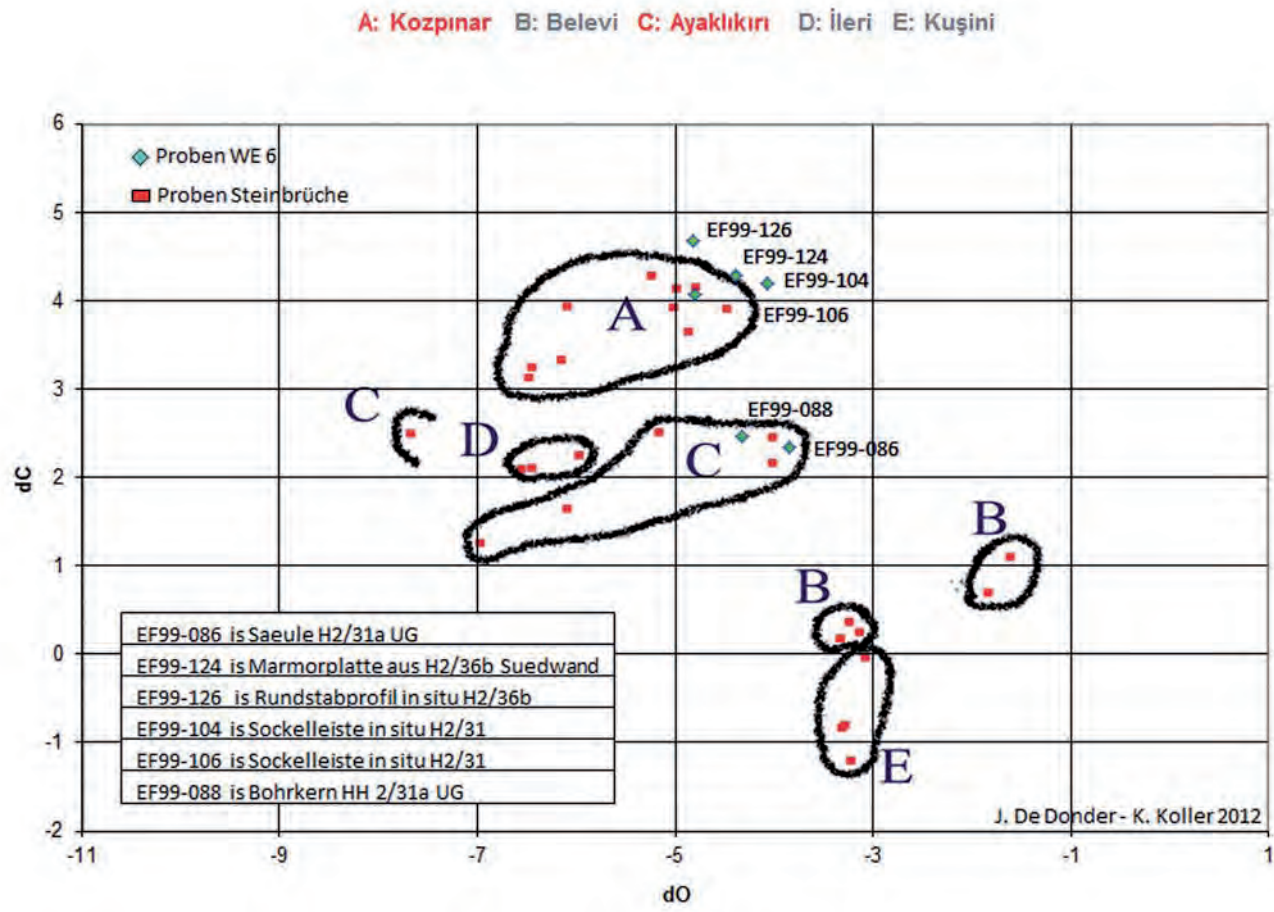 A: Kozpınar B: Belevi C: Ayaklıkırı D: İleri E: Kuşini
6
Proben WE 6
Proben Steinbrüche
5
EF99-126
EF99-124
EF99-104
4
A
EF99-106
3
C
EF99-088
D
C
EF99-086
2
dC
B
1
B
0
EF99-086 is Saeule H2/31a UG
EF99-124 is Marmorplatte aus H2/36b Suedwand
EF99-126 is Rundstabprofil in situ H2/36b
EF99-104 is Sockelleiste in situ H2/31
EF99-106 is Sockelleiste in situ H2/31
EF99-088 is Bohrkern HH 2/31a UG
-1
E
J. De Donder - K. Koller 2012
-2
-11 -9 -7 -5 -3 -1 1
dO